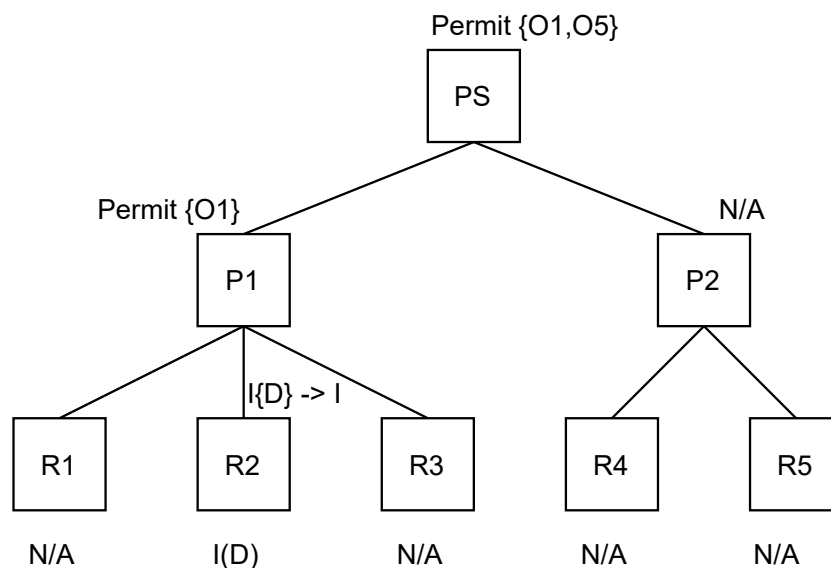 Permit {O1,O5}
PS
Permit {O1}
N/A
P1
P2
I{D} -> I
R1
R2
R3
R4
R5
N/A
I(D)
N/A
N/A
N/A